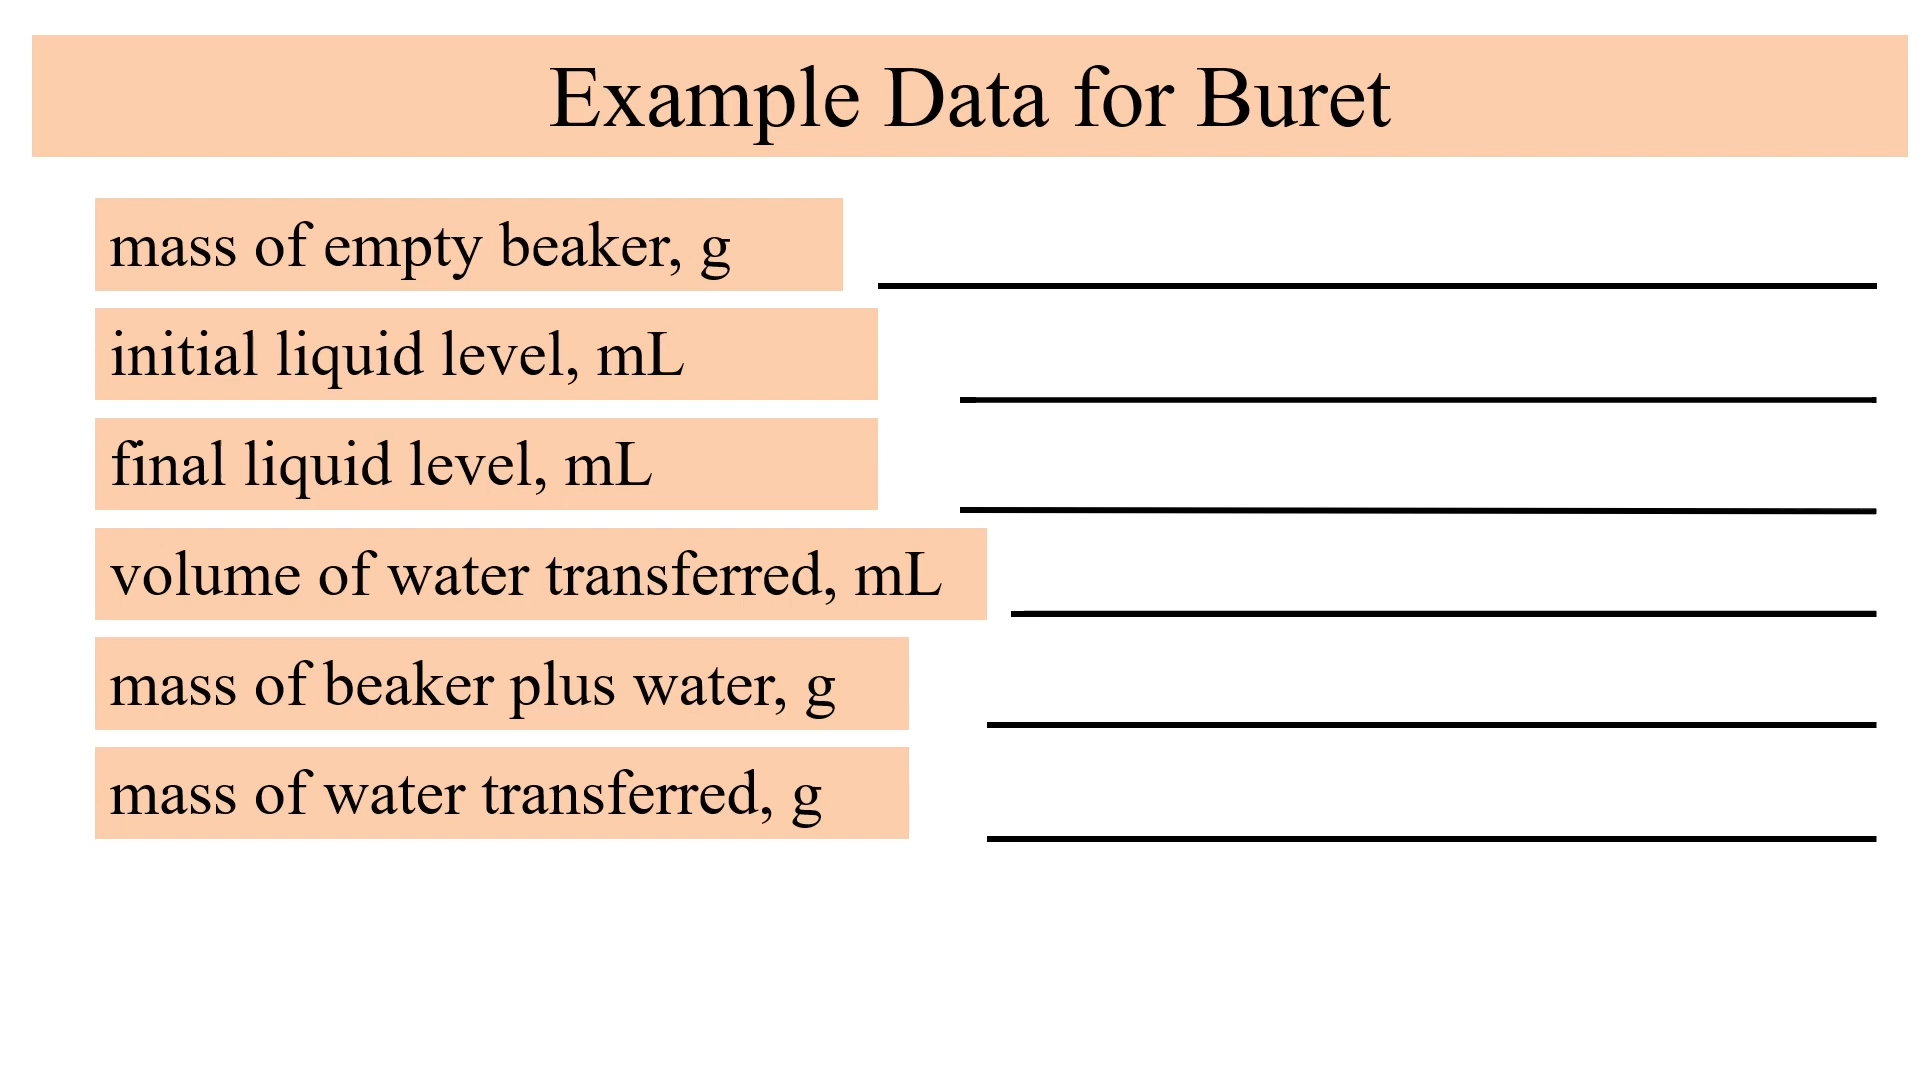 Example Data for Buret
mass of empty beaker, g
initial liquid level, mL
final liquid level, mL
volume of water transferred, mL
mass of beaker plus water, g
mass of water transferred, g